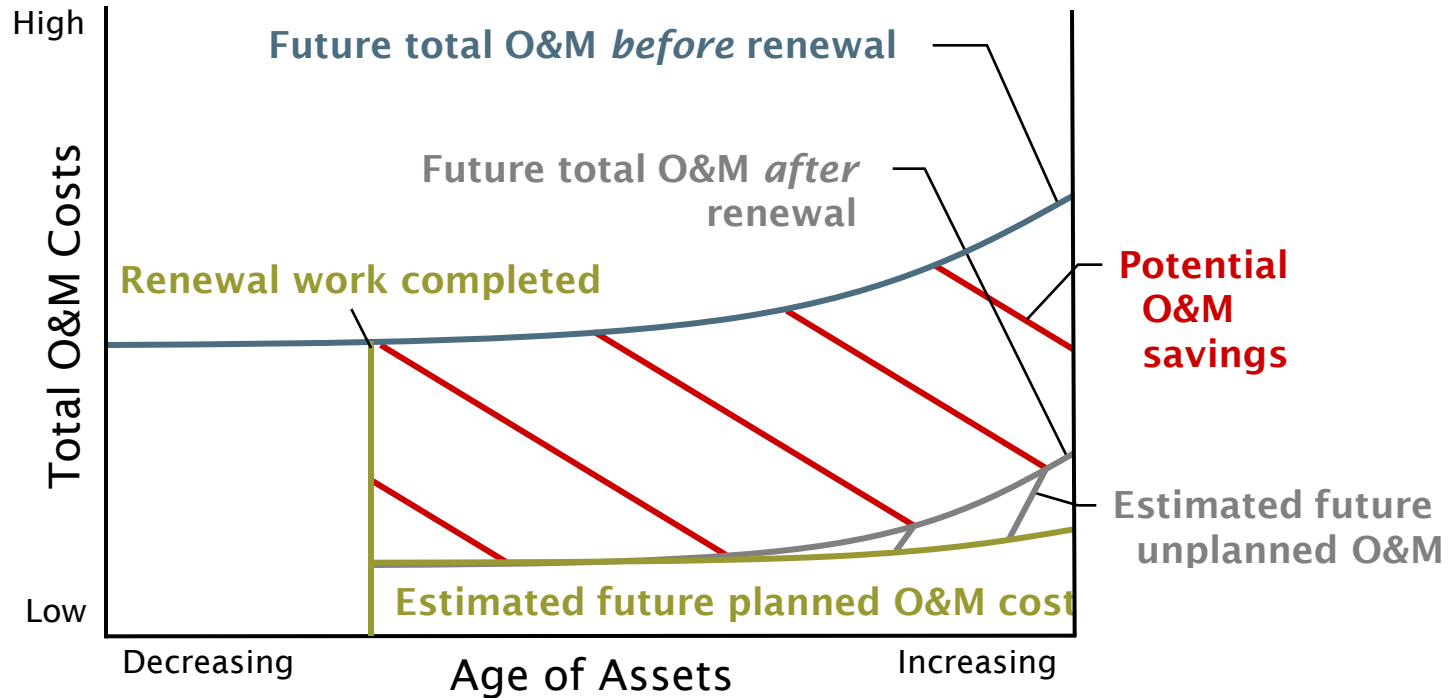 High
Future total O&M before renewal
Future total O&M after
renewal
Total O&M Costs
Renewal work completed
Potential
O&M
savings
Estimated future
unplanned O&M
Estimated future planned O&M cost
Low
Decreasing
Age of Assets
Increasing